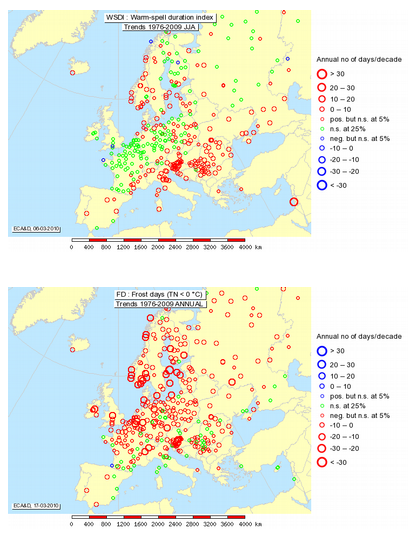 WSDI : Warm-spell duration index
Trends 1976-2009 JJA
Annual no of days/decade
> 30
20 – 30
10 – 20
0 – 10
pos. but n.s. at 5%
n.s. at 25%
neg. but n.s. at 5%
-10 – 0
-20 – -10
-30 – -20
< -30
ECA&D, 06-03-2010
0 400 800 1200 1600 2000 2400 2800 3200 3600 4000 km
FD : Frost days (TN < 0 °C)
Trends 1976-2009 ANNUAL
Annual no of days/decade
> 30
20 – 30
10 – 20
0 – 10
pos. but n.s. at 5%
n.s. at 25%
neg. but n.s. at 5%
-10 – 0
-20 – -10
-30 – -20
< -30
ECA&D, 17-03-2010
0 400 800 1200 1600 2000 2400 2800 3200 3600 4000 km